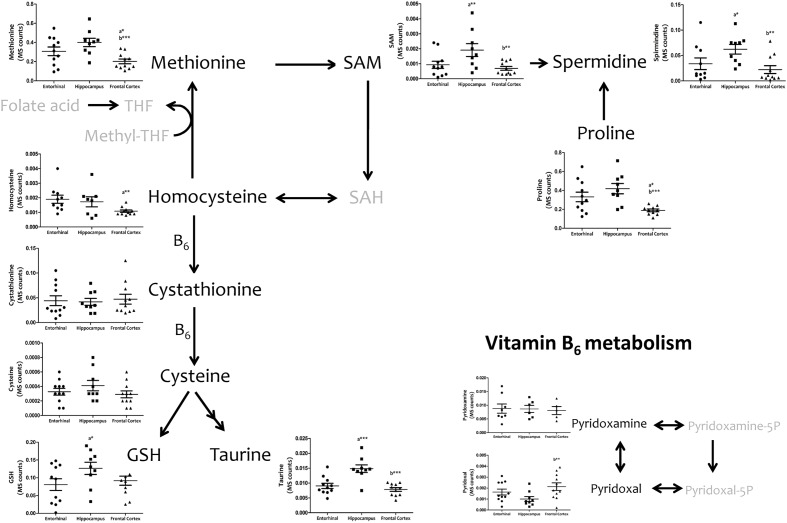 Methionine
(MS counts)
0.8
0.6
0.4
0.2
0.0
a*
b***
Entorhinal Hippocampus Frontal Cortex
Methionine
SAM
SAM
(MS counts)
0.005
0.004
0.003
0.002
0.001
0.000
a**
b**
Entorhinal Hippocampus Frontal Cortex
Spermidine
Spirmindine
(MS counts)
0.15
0.10
0.05
0.00
a*
b**
Entorhinal Hippocampus Frontal Cortex
Folate acid
THF
Methyl-THF
Proline
Homocysteine
(MS counts)
0.005
0.004
0.003
0.002
0.001
0.000
a**
Entorhinal Hippocampus Frontal Cortex
Homocysteine
SAH
Proline
(MS counts)
0.8
0.6
0.4
0.2
0.0
a*
b***
Entorhinal Hippocampus Frontal Cortex
B6
Cystathionine
(MS counts)
0.15
0.10
0.05
0.00
Entorhinal Hippocampus Frontal Cortex
Cystathionine
B6
Vitamin B6 metabolism
Cysteine
(MS counts)
0.0010
0.0008
0.0006
0.0004
0.0002
0.0000
Entorhinal Hippocampus Frontal Cortex
Cysteine
Pyridoxamine
(MS counts)
0.020
0.015
0.010
0.005
0.000
Entorhinal Hippocampus Frontal Cortex
Pyridoxamine
Pyridoxamine-5P
GSH
(MS counts)
0.20
0.15
0.10
0.05
0.00
a*
Entorhinal Hippocampus Frontal Cortex
GSH
Taurine
Taurine
(MS counts)
0.025
0.020
0.015
0.010
0.005
0.000
a***
b***
Entorhinal Hippocampus Frontal Cortex
Pyridoxal
(MS counts)
0.005
0.004
0.003
0.002
0.001
0.000
b**
Entorhinal Hippocampus Frontal Cortex
Pyridoxal
Pyridoxal-5P